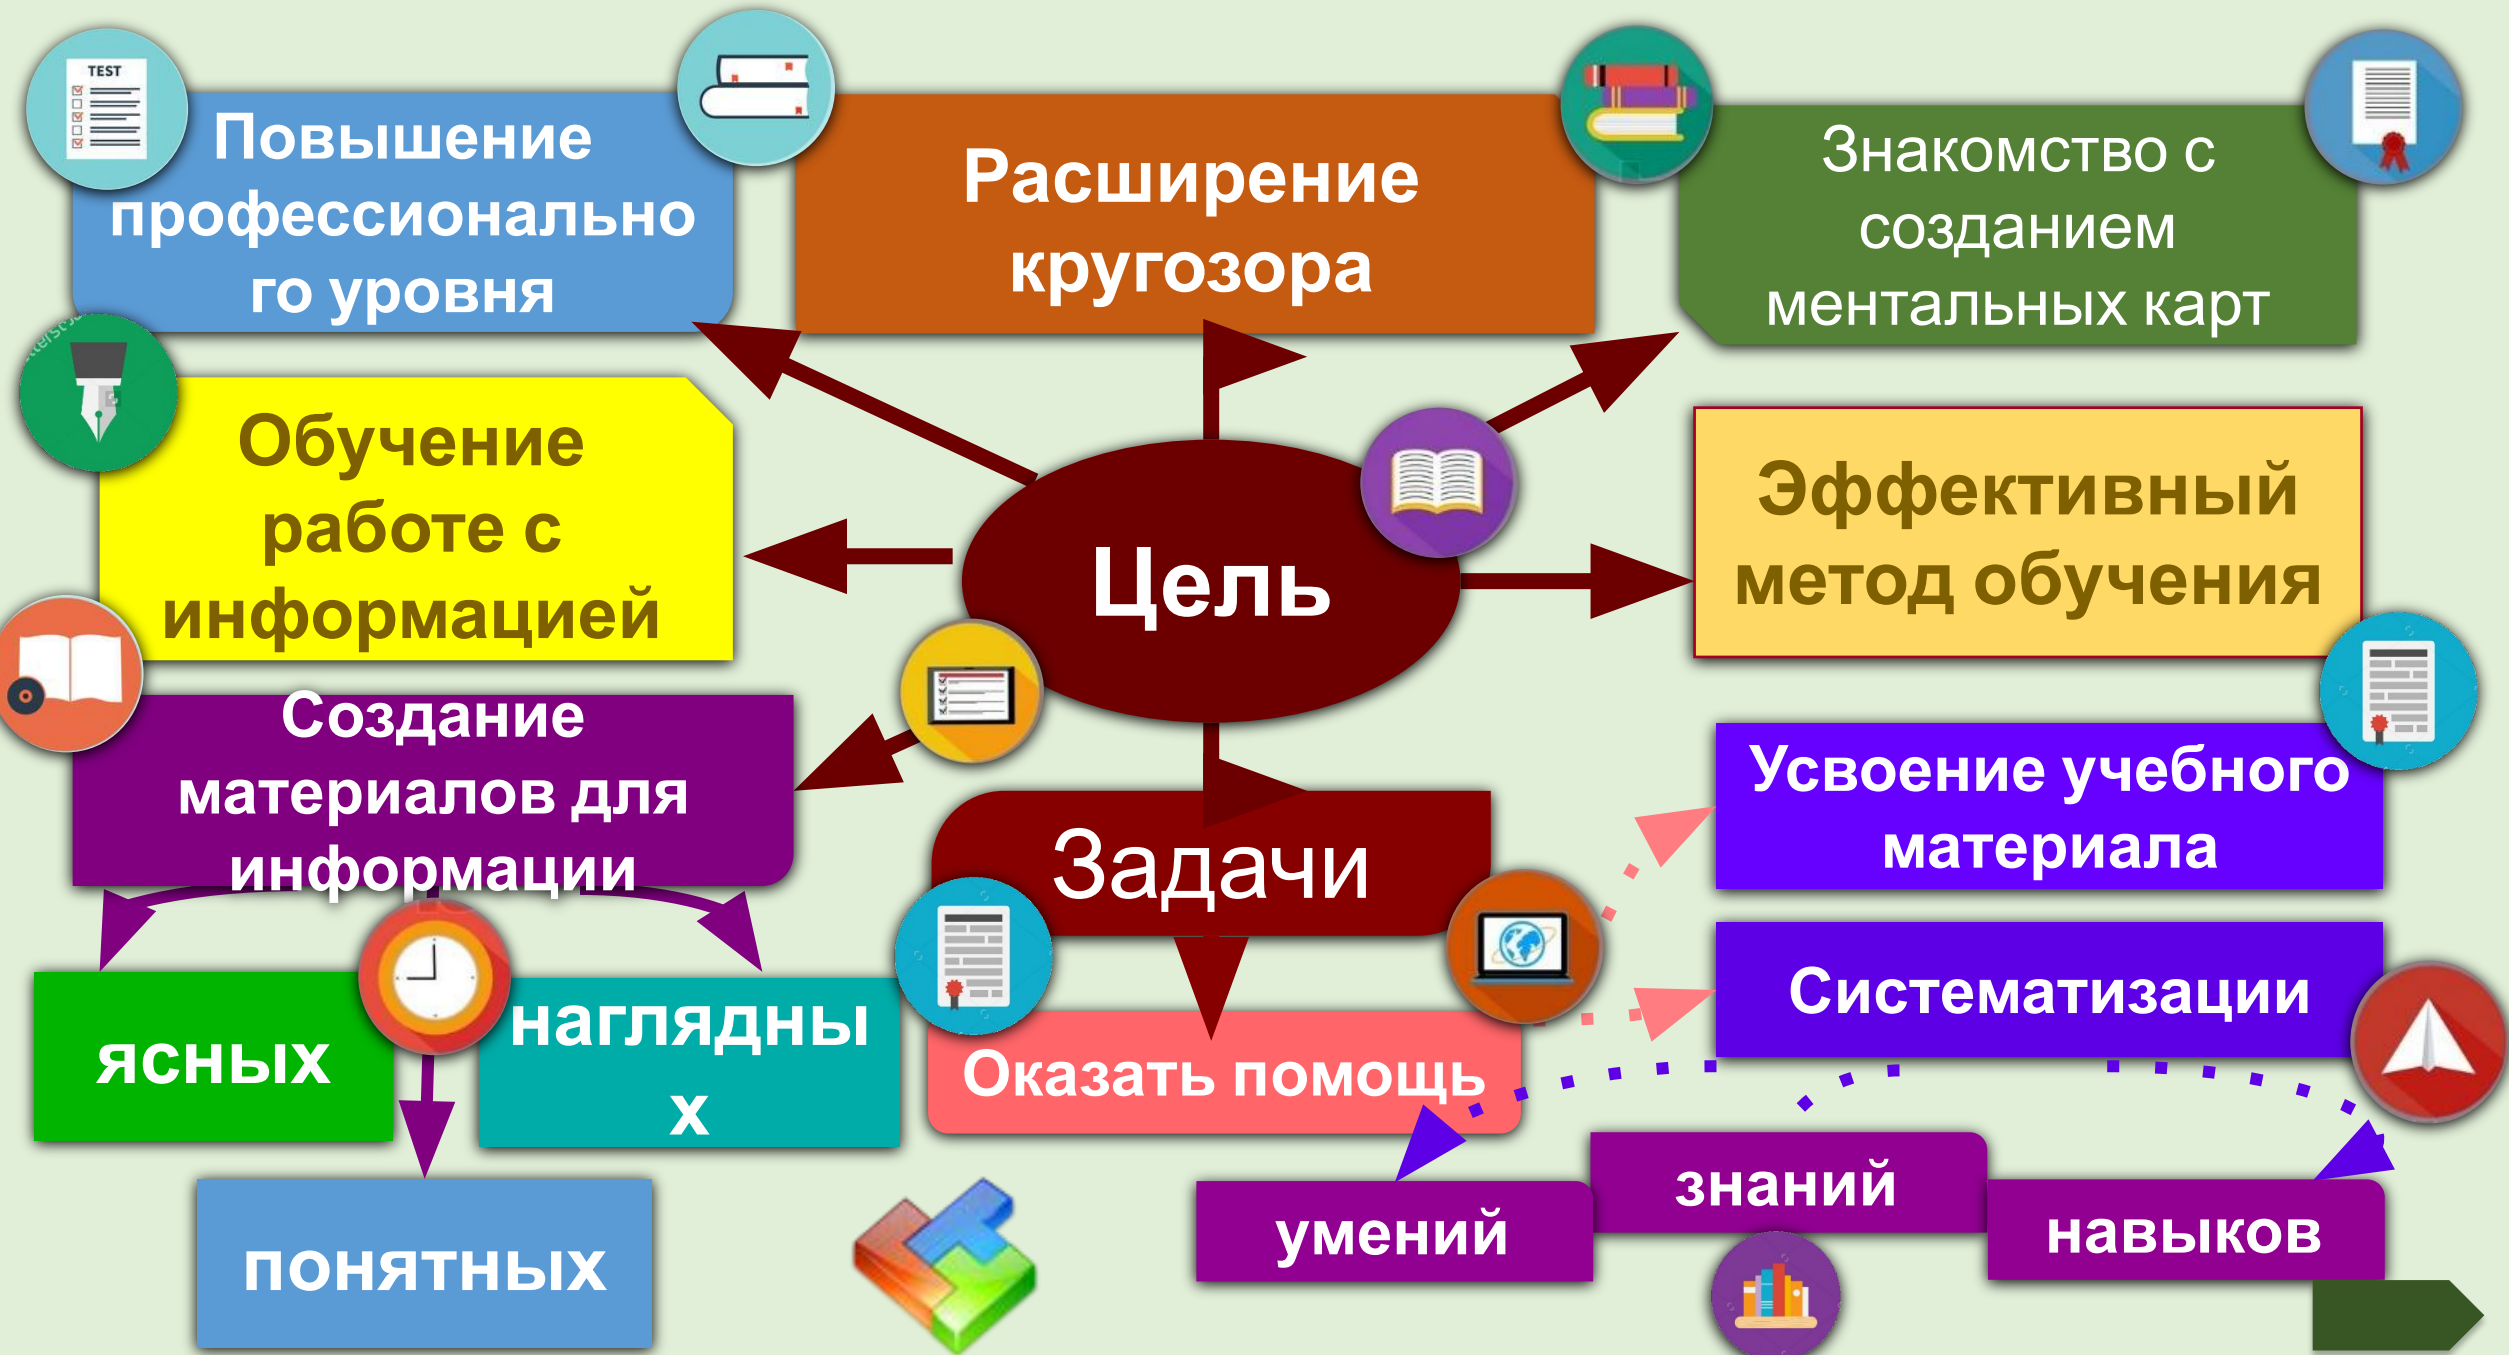 TEST
Повышение
профессионально
го уровня
Расширение
кругозора
Знакомство с
созданием
ментальных карт
Обучение
работе с
информацией
Цель
Эффективный
метод обучения
Создание
материалов для
информации
Задачи
Усвоение учебного
материала
Систематизации
ясных
наглядны
х
Оказать помощь
понятных
умений
знаний
навыков